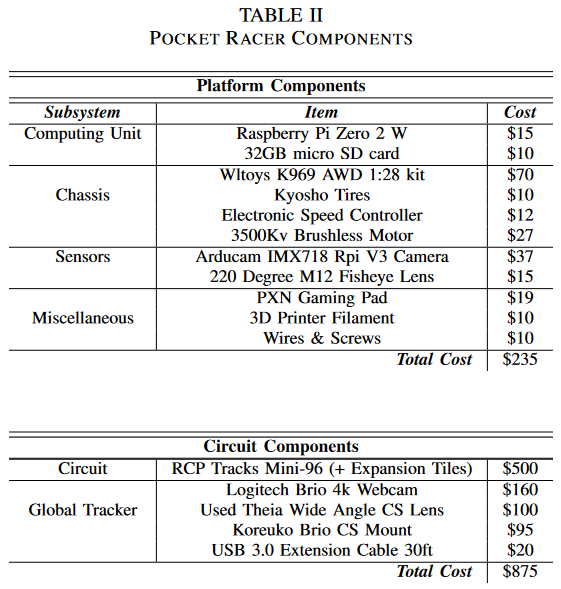 TABLE II
POCKET RACER COMPONENTS
Platform Components
Subsystem Item Cost
Computing Unit Raspberry Pi Zero 2 W $15
32GB micro SD card $10
Wltoys K969 AWD 1:28 kit $70
Chassis Kyosho Tires $10
Electronic Speed Controller $12
3500Kv Brushless Motor $27
Sensors Arducam IMX718 Rpi V3 Camera $37
220 Degree M12 Fisheye Lens $15
PXN Gaming Pad $19
Miscellaneous 3D Printer Filament $10
Wires & Screws $10
Total Cost $235
Circuit Components
Circuit RCP Tracks Mini-96 (+ Expansion Tiles) $500
Logitech Brio 4k Webcam $160
Global Tracker Used Theia Wide Angle CS Lens $100
Koreuko Brio CS Mount $95
USB 3.0 Extension Cable 30ft $20
Total Cost $875